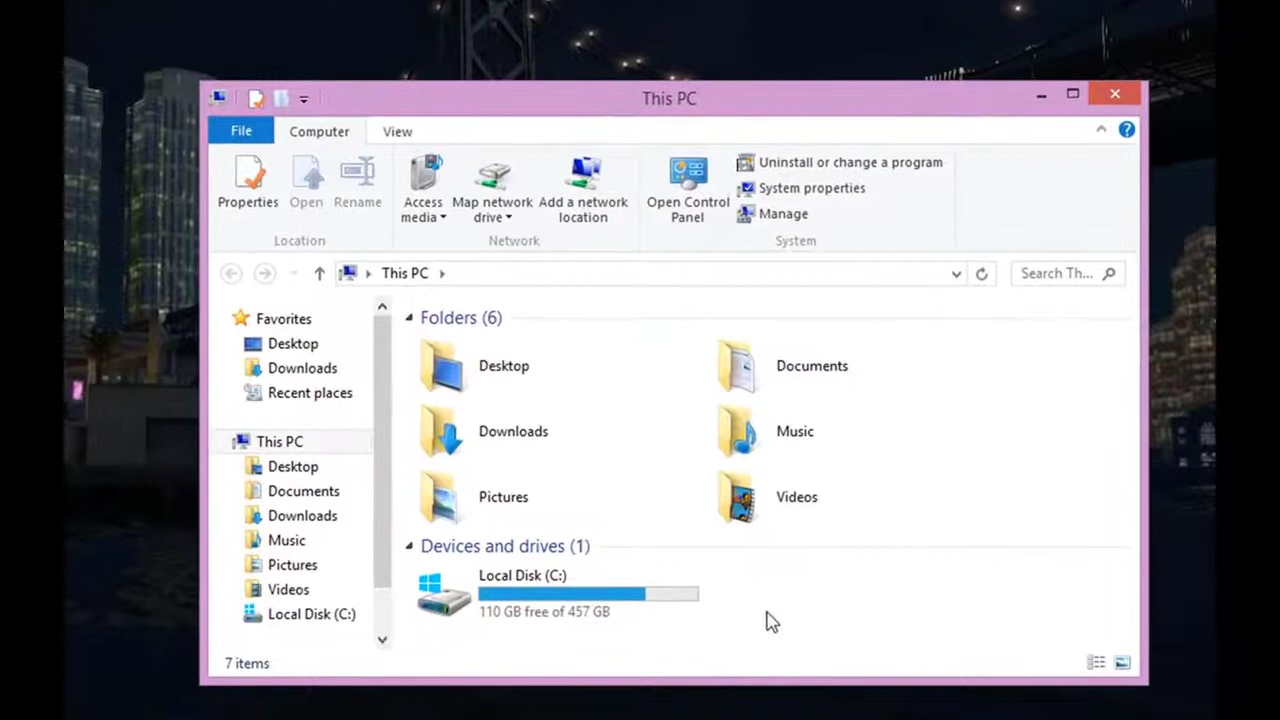 This PC
File
Computer
View
Properties
Open
Rename
Access media
Map network drive
Add a network location
Open Control Panel
Uninstall or change a program
System properties
Manage
Location
Network
System
This PC
Search Th...
Favorites
Desktop
Downloads
Recent places
This PC
Desktop
Documents
Downloads
Music
Pictures
Videos
Local Disk (C:)
Folders (6)
Desktop
Documents
Downloads
Music
Pictures
Videos
Devices and drives (1)
Local Disk (C:)
110 GB free of 457 GB
7 items